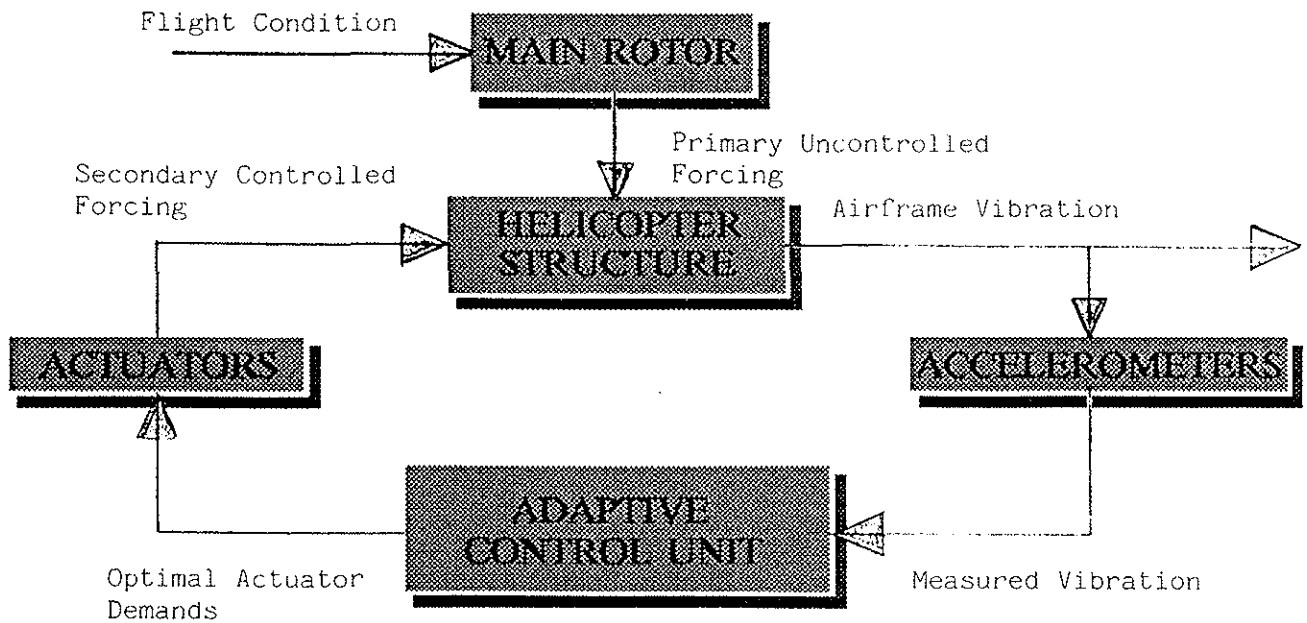 Flight Condition
MAIN ROTOR
Primary Uncontrolled
Forcing
Secondary Controlled
Forcing
HELICOPTER
STRUCTURE
Airframe Vibration
ACTUATORS
ACCELEROMETERS
ADAPTIVE
CONTROL UNIT
Optimal Actuator
Demands
Measured Vibration